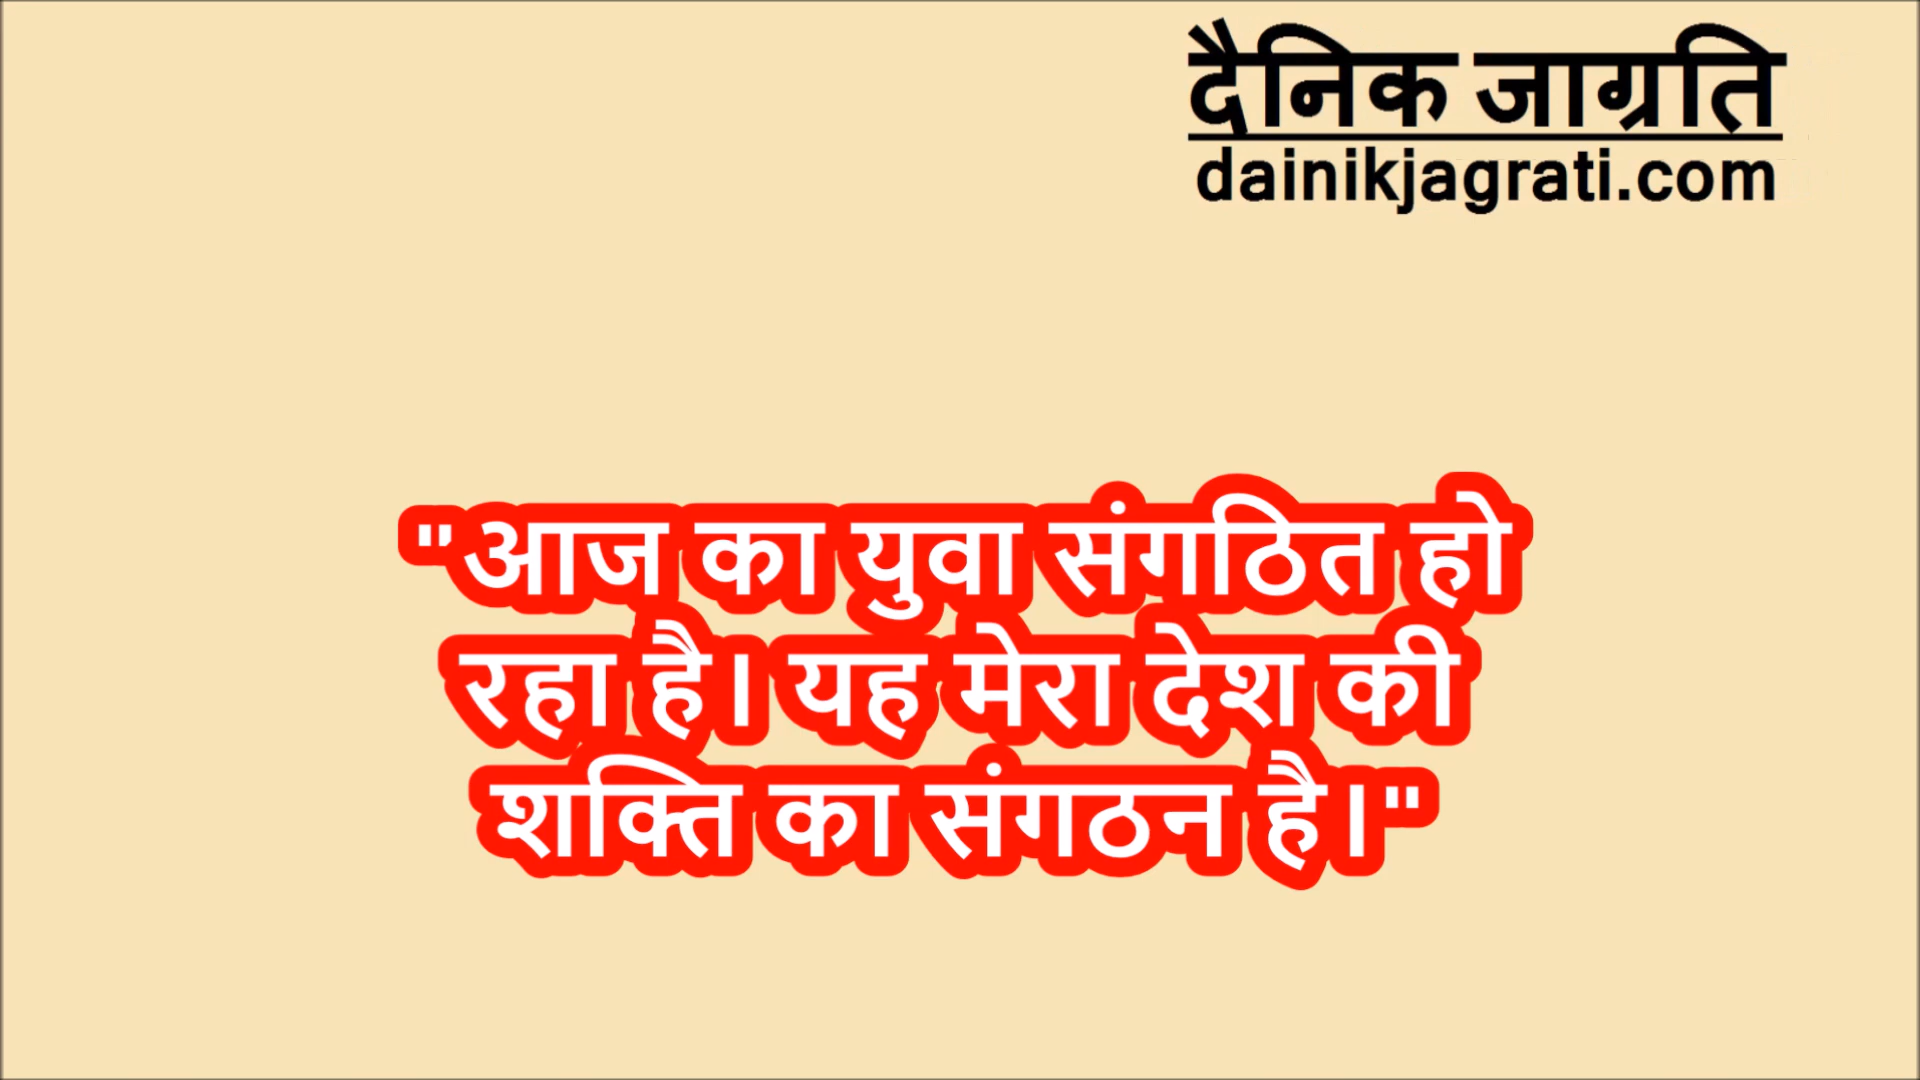 दैनिक जाग्रति
dainikjagrati.com
"आज का युवा संगठित हो
रहा है। यह मेरा देश की
शक्ति का संगठन है।"